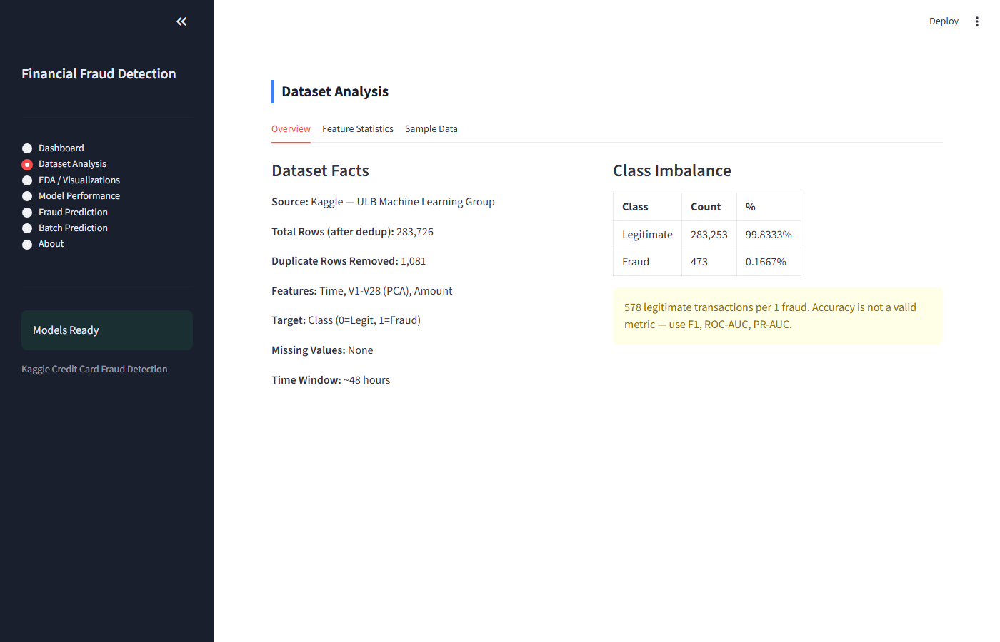 Deploy
Financial Fraud Detection
Dashboard
Dataset Analysis
EDA / Visualizations
Model Performance
Fraud Prediction
Batch Prediction
About
Models Ready
Kaggle Credit Card Fraud Detection
Dataset Analysis
Overview Feature Statistics Sample Data
Dataset Facts
Source: Kaggle — ULB Machine Learning Group
Total Rows (after dedup): 283,726
Duplicate Rows Removed: 1,081
Features: Time, V1-V28 (PCA), Amount
Target: Class (0=Legit, 1=Fraud)
Missing Values: None
Time Window: ~48 hours
Class Imbalance
Class Count %
Legitimate 283,253 99.8333%
Fraud 473 0.1667%
578 legitimate transactions per 1 fraud. Accuracy is not a valid
metric — use F1, ROC-AUC, PR-AUC.